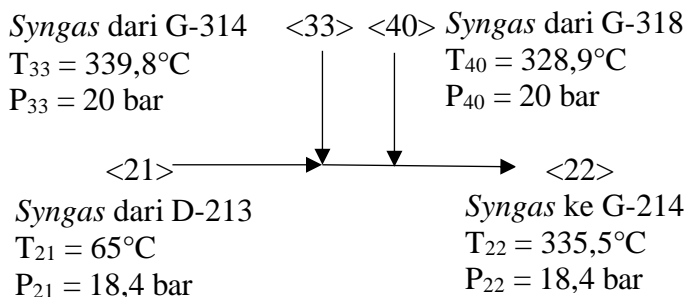 Syngas dari G-314 <33> <40> Syngas dari G-318
T33 = 339,8°C T40 = 328,9°C
P33 = 20 bar P40 = 20 bar
<21> <22>
Syngas dari D-213 Syngas ke G-214
T21 = 65°C T22 = 335,5°C
P21 = 18,4 bar P22 = 18,4 bar